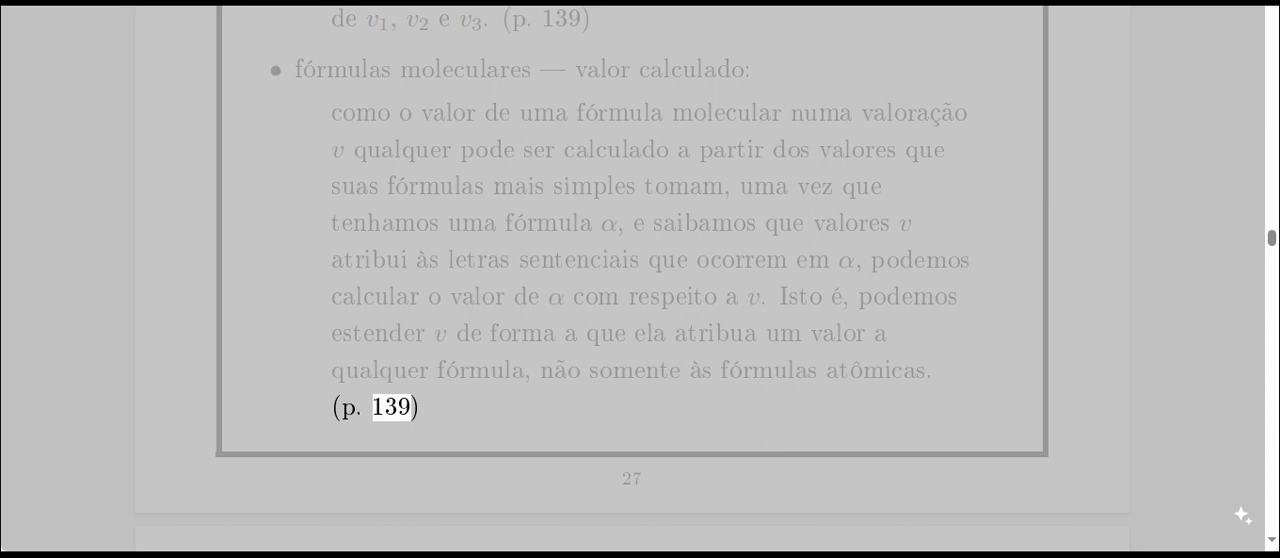 de v₁, v₂ e v₃. (p. 139)
• fórmulas moleculares — valor calculado:
como o valor de uma fórmula molecular numa valoração
v qualquer pode ser calculado a partir dos valores que
suas fórmulas mais simples tomam, uma vez que
tenhamos uma fórmula α, e saibamos que valores v
atribui às letras sentenciais que ocorrem em α, podemos
calcular o valor de α com respeito a v. Isto é, podemos
estender v de forma a que ela atribua um valor a
qualquer fórmula, não somente às fórmulas atômicas.
(p. 139)
27